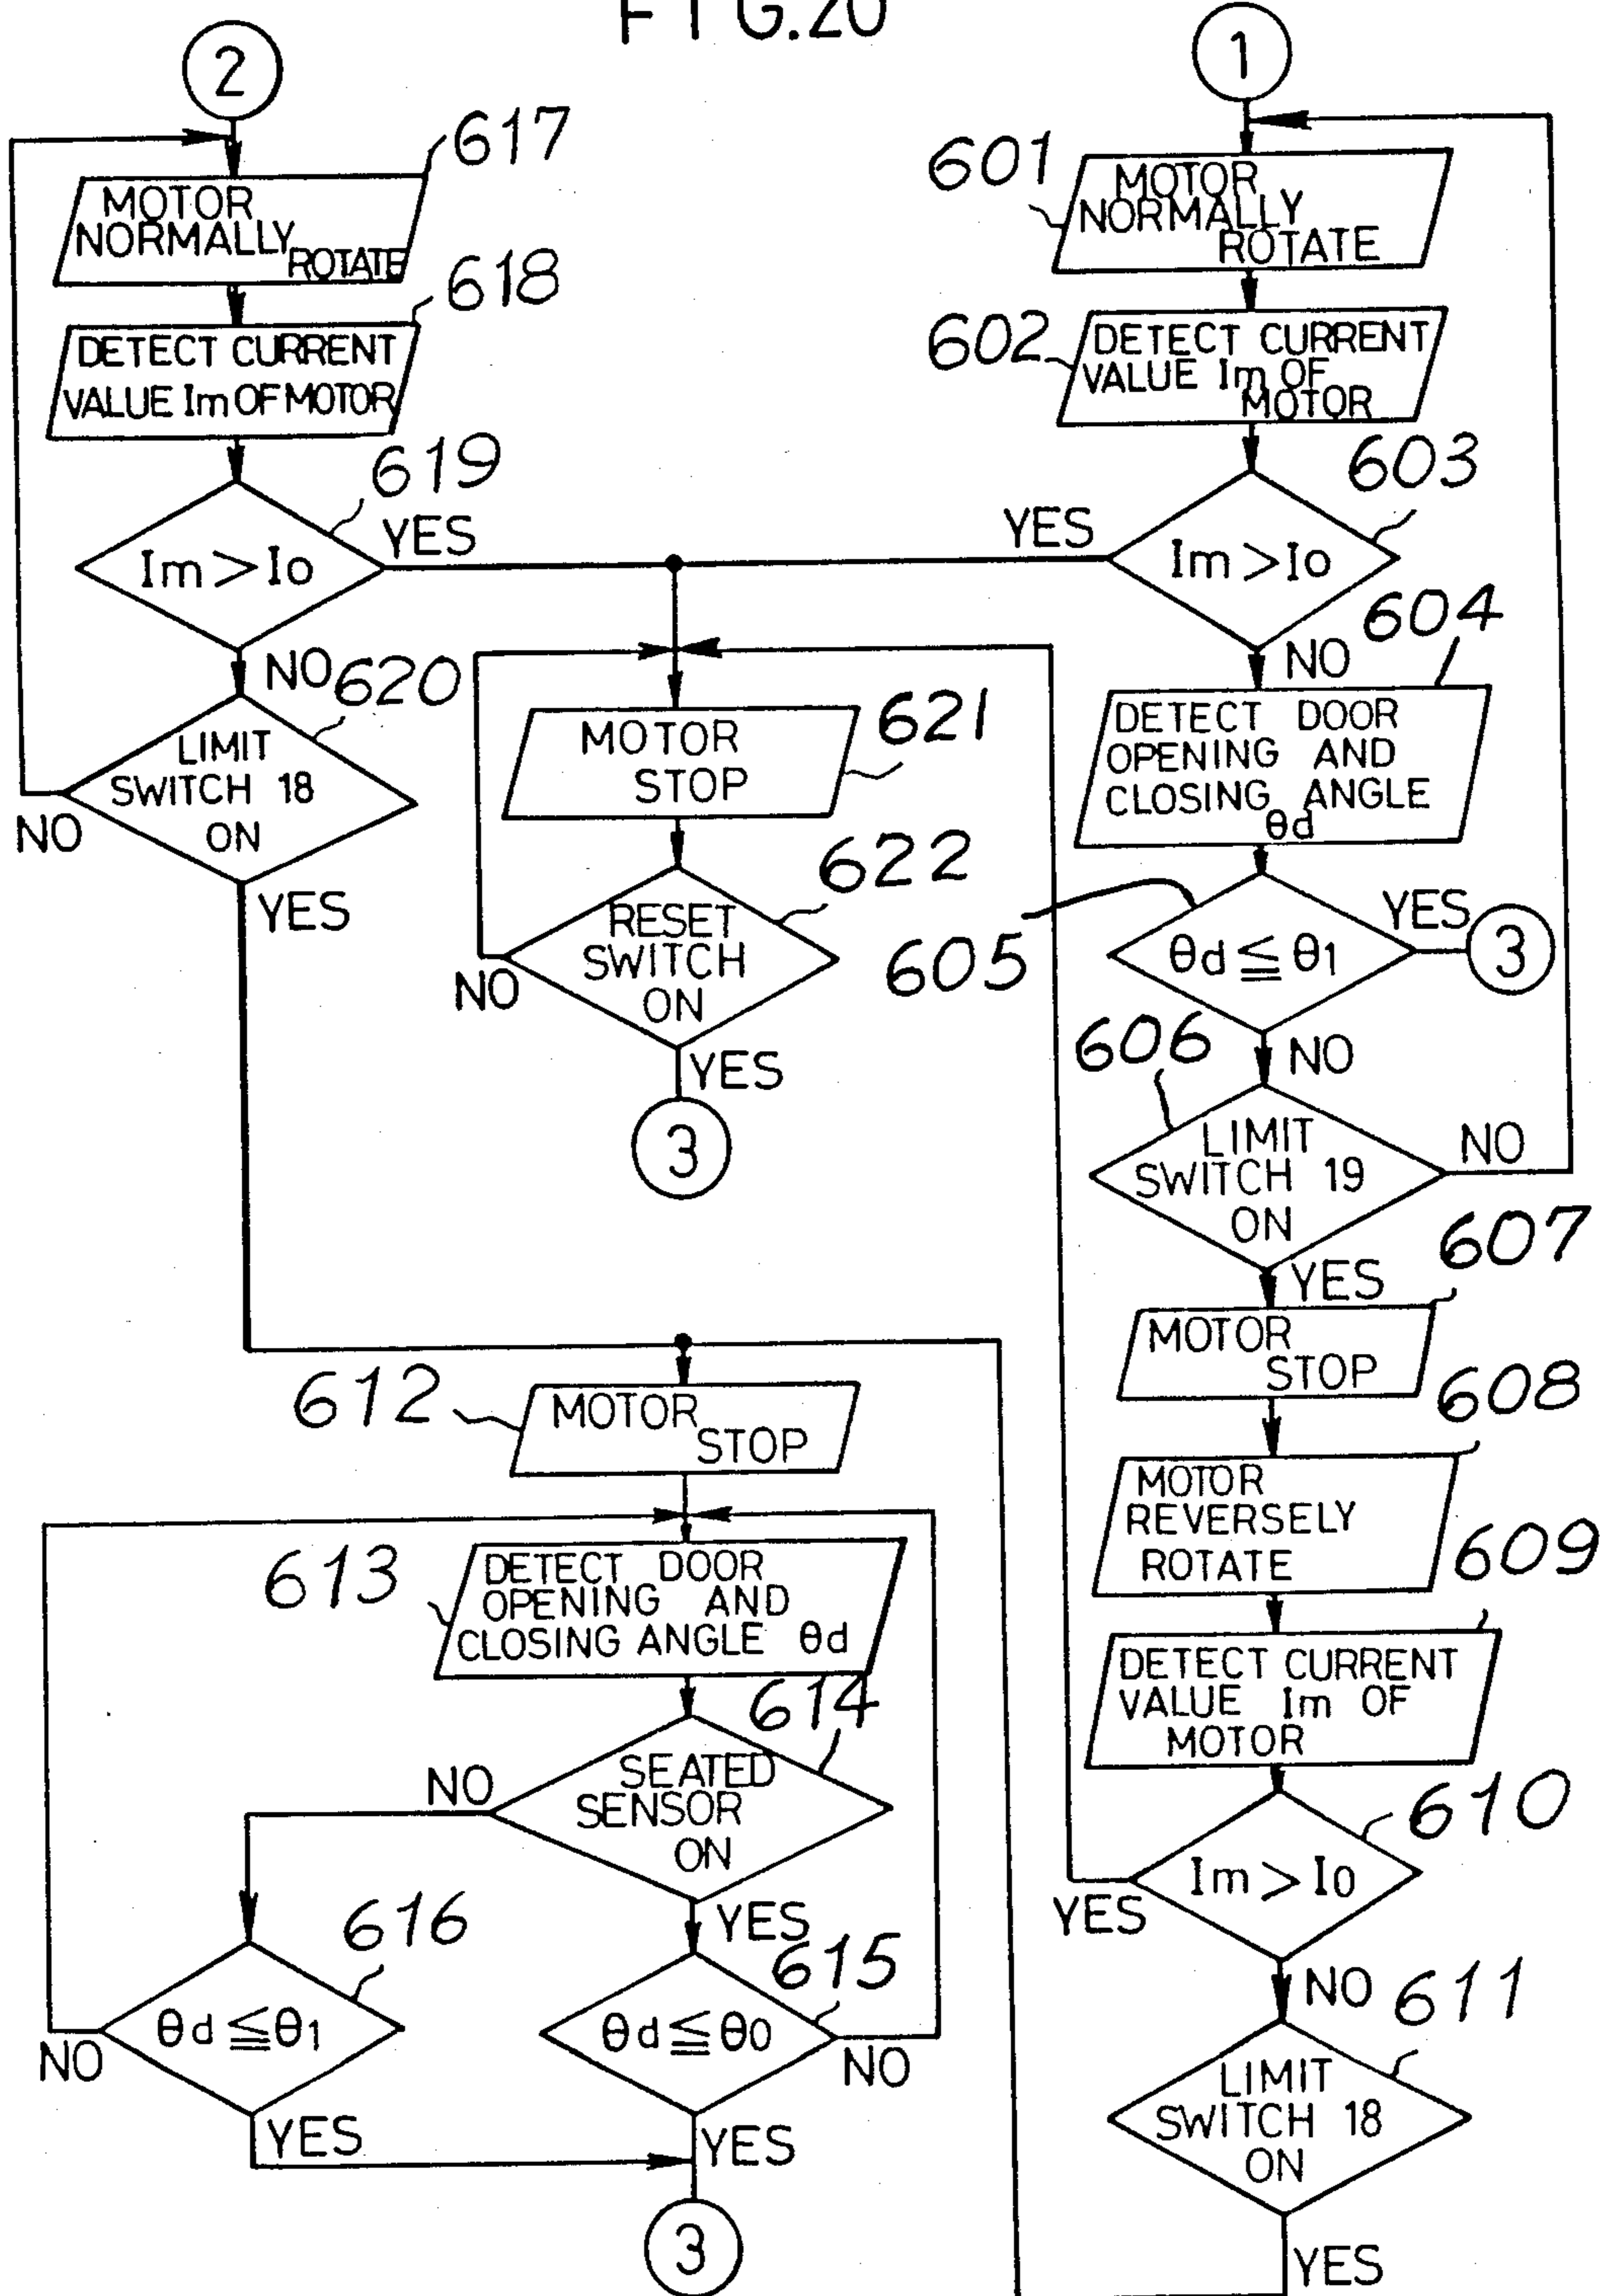 FIG.20
2
617
MOTOR
NORMALLY
ROTATE
618
DETECT CURRENT
VALUE Im OF MOTOR
619
Im > Io
YES
NO
620
LIMIT
SWITCH 18
ON
NO
YES
621
MOTOR
STOP
622
RESET
SWITCH
ON
NO
YES
3
1
601
MOTOR
NORMALLY
ROTATE
602
DETECT CURRENT
VALUE Im OF
MOTOR
603
YES
Im > Io
NO
604
DETECT DOOR
OPENING AND
CLOSING ANGLE
θd
605
θd ≦ θ1
YES
3
NO
606
LIMIT
SWITCH 19
ON
NO
YES
607
MOTOR
STOP
608
MOTOR
REVERSELY
ROTATE
609
DETECT CURRENT
VALUE Im OF
MOTOR
610
Im > Io
YES
NO
611
LIMIT
SWITCH 18
ON
YES
612
MOTOR
STOP
613
DETECT DOOR
OPENING AND
CLOSING ANGLE θd
614
SEATED
SENSOR
ON
NO
YES
616
θd ≦ θ1
NO
YES
615
θd ≦ θ0
NO
YES
3